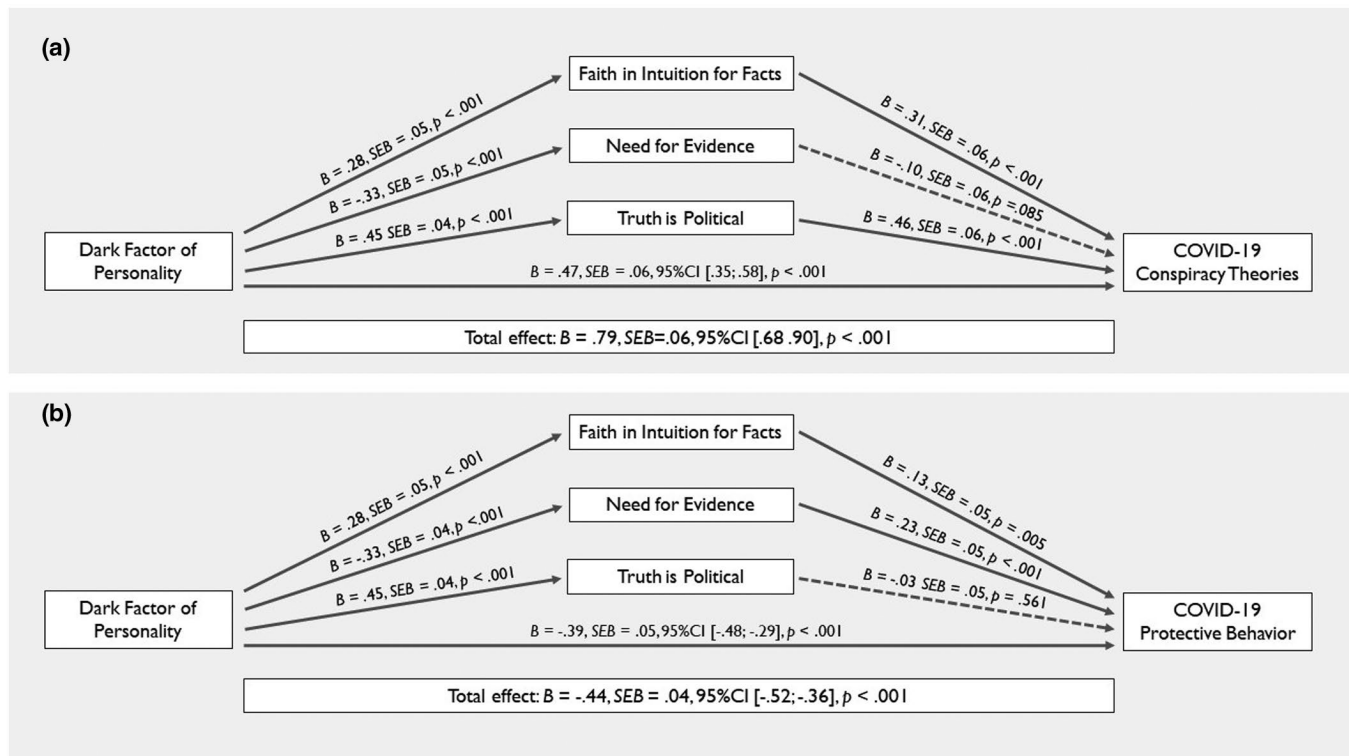 (a)
Faith in Intuition for Facts
B = .28, SEB = .05, p < .001
B = .31, SEB = .06, p < .001
Need for Evidence
B = -.33, SEB = .05, p <.001
B = -.10, SEB = .06, p =.085
Truth is Political
B = .45 SEB = .04, p < .001
B = .46, SEB = .06, p < .001
Dark Factor of
Personality
COVID-19
Conspiracy Theories
B = .47, SEB = .06, 95%CI [.35; .58], p < .001
Total effect: B = .79, SEB=.06, 95%CI [.68 .90], p < .001
(b)
Faith in Intuition for Facts
B = .28, SEB = .05, p < .001
B = .13, SEB = .05, p = .005
Need for Evidence
B = -.33, SEB = .04, p <.001
B = .23, SEB = .05, p < .001
Truth is Political
B = .45, SEB = .04, p < .001
B = -.03 SEB = .05, p = .561
Dark Factor of
Personality
COVID-19
Protective Behavior
B = -.39, SEB = .05, 95%CI [-.48; -.29], p < .001
Total effect: B = -.44, SEB = .04, 95%CI [-.52; -.36], p < .001